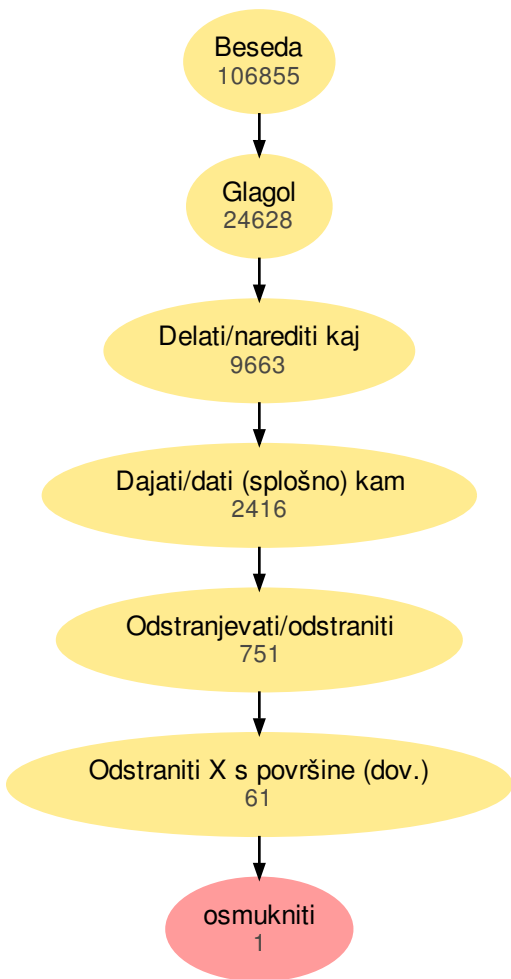 Beseda
106855
Glagol
24628
Delati/narediti kaj
9663
Dajati/dati (splošno) kam
2416
Odstranjevati/odstraniti
751
Odstraniti X s površine (dov.)
61
osmukniti
1